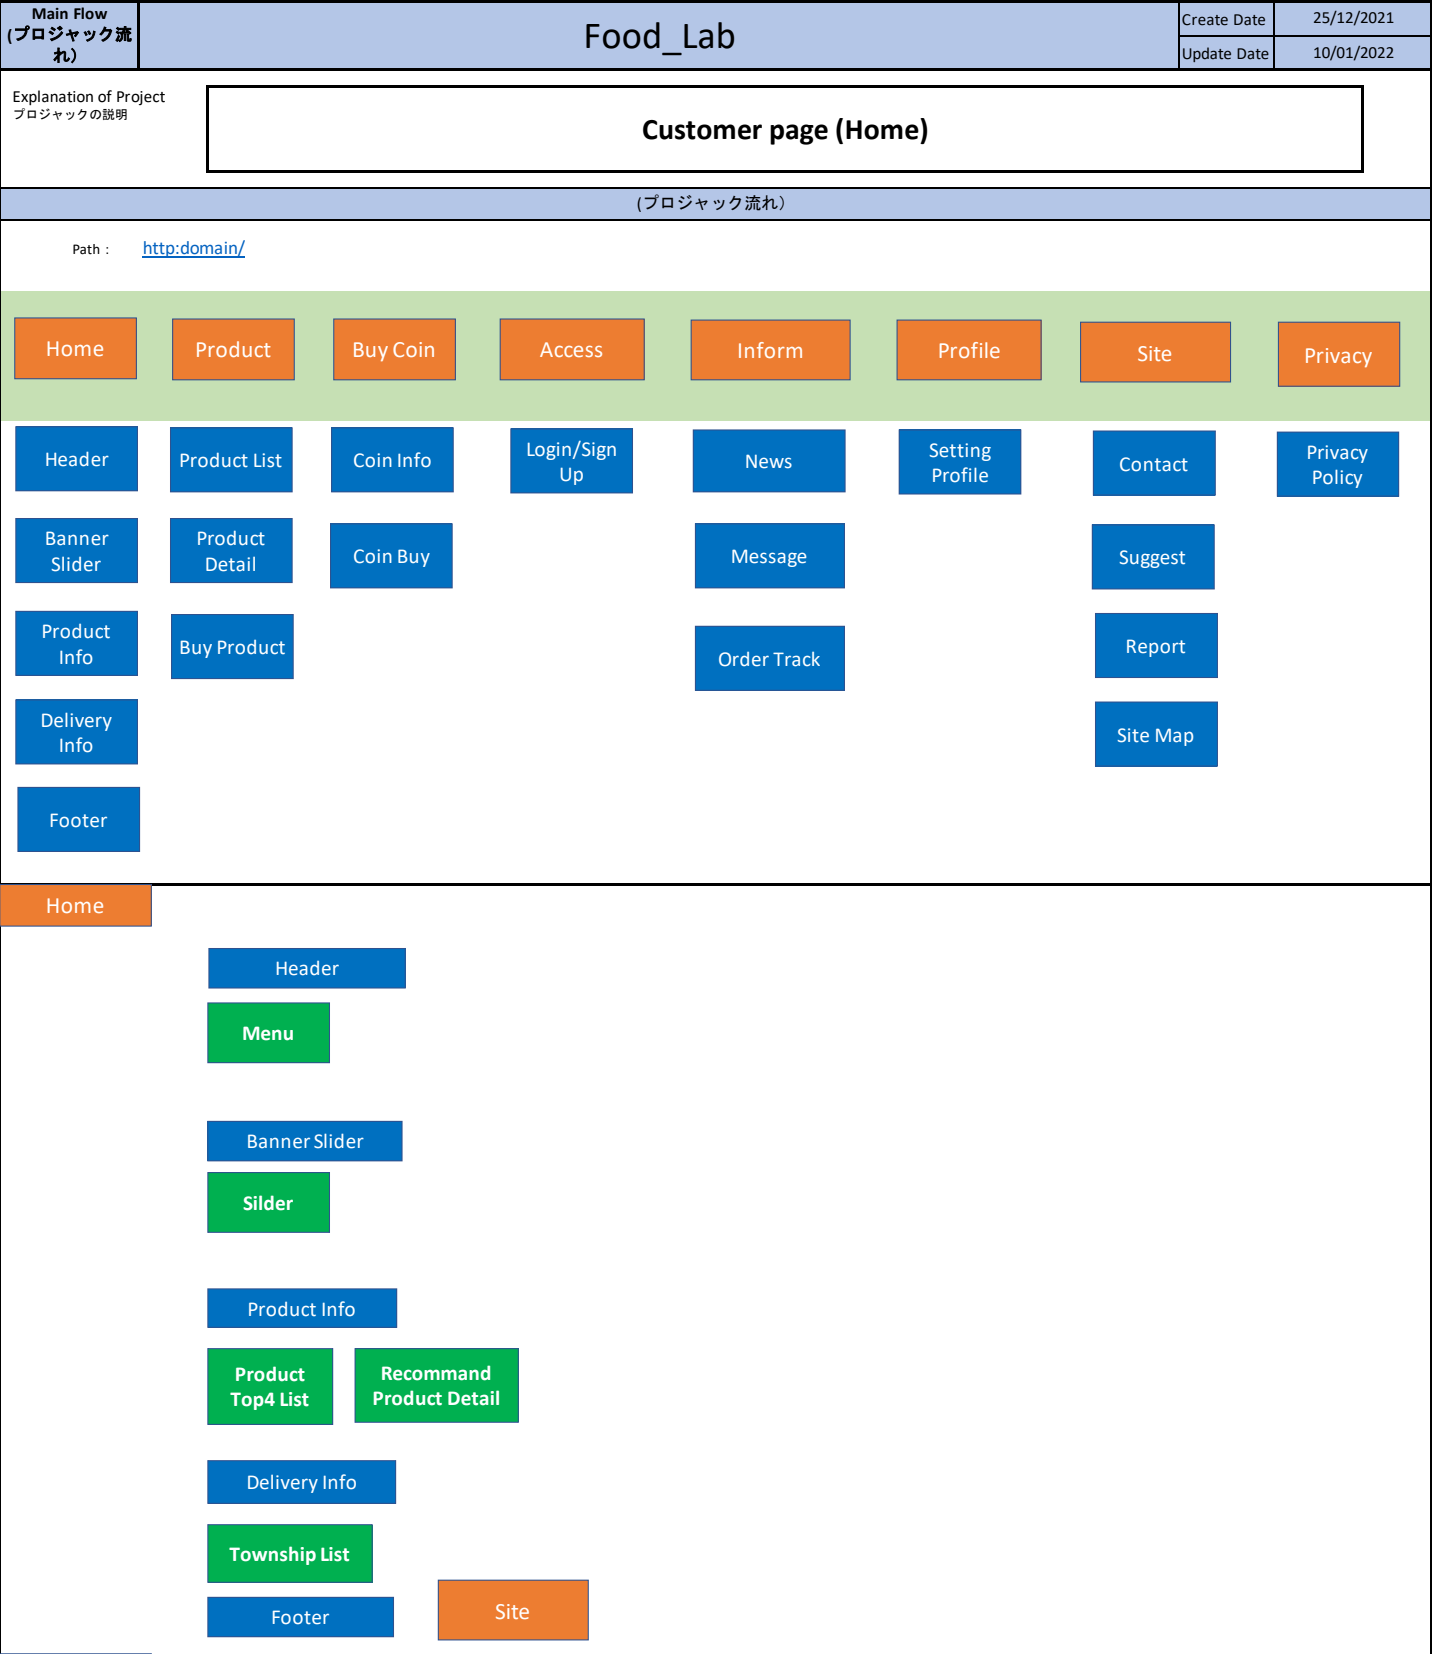 Main Flow
(プロジャック流
れ）
Food_Lab
Create Date
25/12/2021
Update Date
10/01/2022
Explanation of Project
プロジャックの説明
Customer page (Home)
(プロジャック流れ）
Path :
http:domain/
Home
Product
Buy Coin
Access
Inform
Profile
Site
Privacy
Header
Product List
Coin Info
Login/Sign
Up
News
Setting
Profile
Contact
Privacy
Policy
Banner
Slider
Product
Detail
Coin Buy
Message
Suggest
Product
Info
Buy Product
Order Track
Report
Delivery
Info
Site Map
Footer
Home
Header
Menu
Banner Slider
Silder
Product Info
Product
Top4 List
Recommand
Product Detail
Delivery Info
Township List
Footer
Site